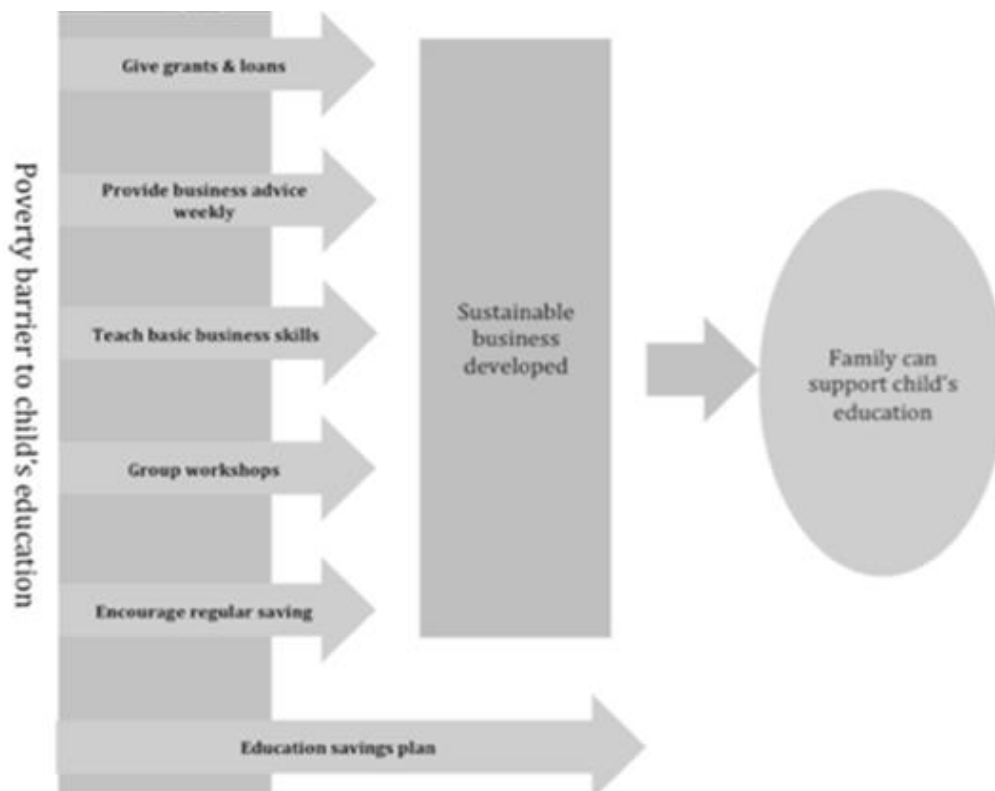 Poverty barrier to child's education
Give grants & loans
Provide business advice
weekly
Teach basic business skills
Group workshops
Encourage regular saving
Education savings plan
Sustainable
business
developed
Family can
support child's
education